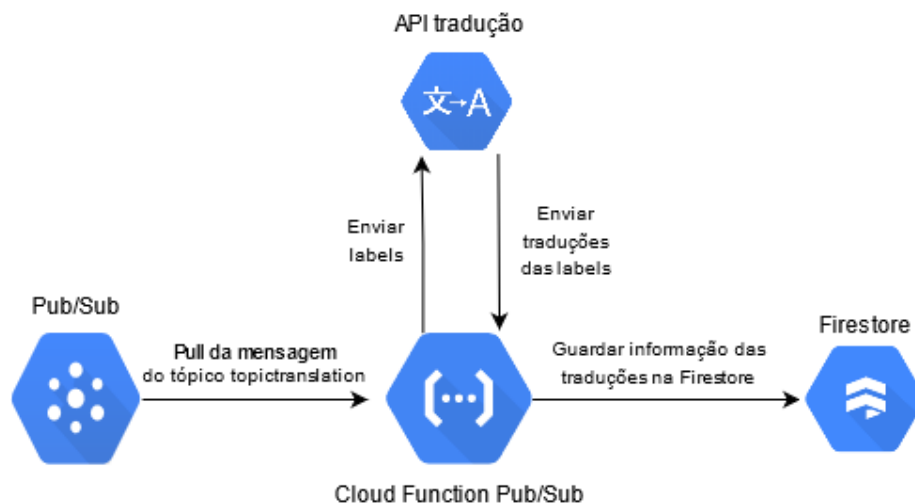 API tradução
文→A
Enviar
labels
Enviar
traduções
das labels
Pub/Sub
Pull da mensagem
do tópico topictranslation
Guardar informação das
traduções na Firestore
Firestore
Cloud Function Pub/Sub